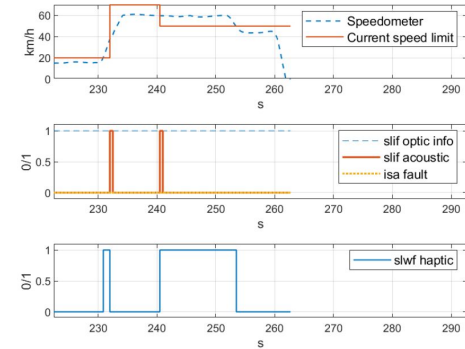 60
40
20
0
km/h
Speedometer
Current speed limit
230 240 250 260 270 280 290
s
1
0.5
0
0/1
slif optic info
slif acoustic
isa fault
230 240 250 260 270 280 290
s
1
0.5
0
0/1
slwf haptic
230 240 250 260 270 280 290
s